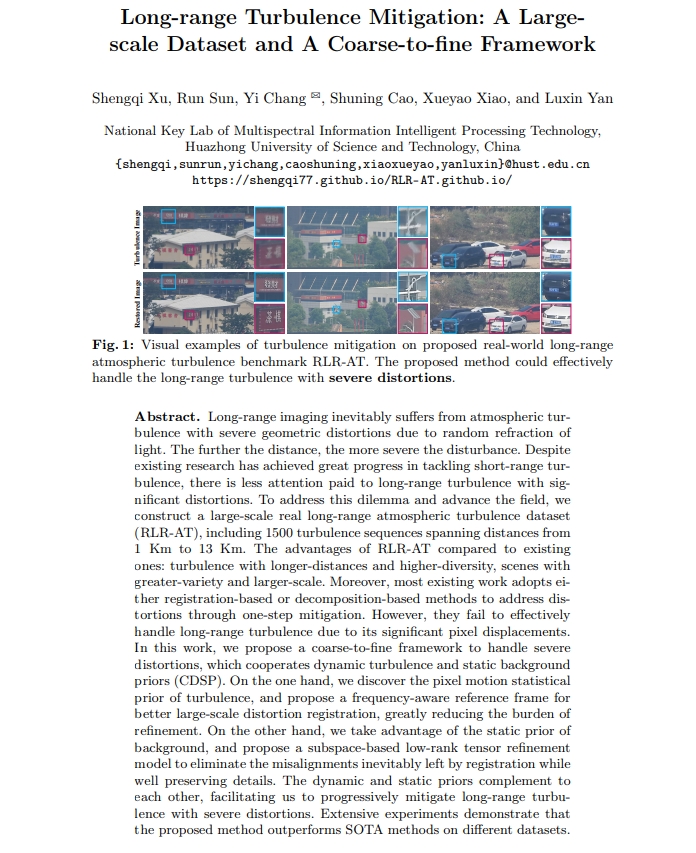 Long-range Turbulence Mitigation: A Large-
scale Dataset and A Coarse-to-fine Framework
Shengqi Xu, Run Sun, Yi Chang ✉, Shuning Cao, Xueyao Xiao, and Luxin Yan
National Key Lab of Multispectral Information Intelligent Processing Technology,
Huazhong University of Science and Technology, China
{shengqi,sunrun,yichang,caoshuning,xiaoxueyao,yanluxin}@hust.edu.cn
https://shengqi77.github.io/RLR-AT.github.io/
Turbulence Image
Restored Image
Fig. 1: Visual examples of turbulence mitigation on proposed real-world long-range
atmospheric turbulence benchmark RLR-AT. The proposed method could effectively
handle the long-range turbulence with severe distortions.
Abstract. Long-range imaging inevitably suffers from atmospheric tur-
bulence with severe geometric distortions due to random refraction of
light. The further the distance, the more severe the disturbance. Despite
existing research has achieved great progress in tackling short-range tur-
bulence, there is less attention paid to long-range turbulence with sig-
nificant distortions. To address this dilemma and advance the field, we
construct a large-scale real long-range atmospheric turbulence dataset
(RLR-AT), including 1500 turbulence sequences spanning distances from
1 Km to 13 Km. The advantages of RLR-AT compared to existing
ones: turbulence with longer-distances and higher-diversity, scenes with
greater-variety and larger-scale. Moreover, most existing work adopts ei-
ther registration-based or decomposition-based methods to address dis-
tortions through one-step mitigation. However, they fail to effectively
handle long-range turbulence due to its significant pixel displacements.
In this work, we propose a coarse-to-fine framework to handle severe
distortions, which cooperates dynamic turbulence and static background
priors (CDSP). On the one hand, we discover the pixel motion statistical
prior of turbulence, and propose a frequency-aware reference frame for
better large-scale distortion registration, greatly reducing the burden of
refinement. On the other hand, we take advantage of the static prior of
background, and propose a subspace-based low-rank tensor refinement
model to eliminate the misalignments inevitably left by registration while
well preserving details. The dynamic and static priors complement to
each other, facilitating us to progressively mitigate long-range turbu-
lence with severe distortions. Extensive experiments demonstrate that
the proposed method outperforms SOTA methods on different datasets.